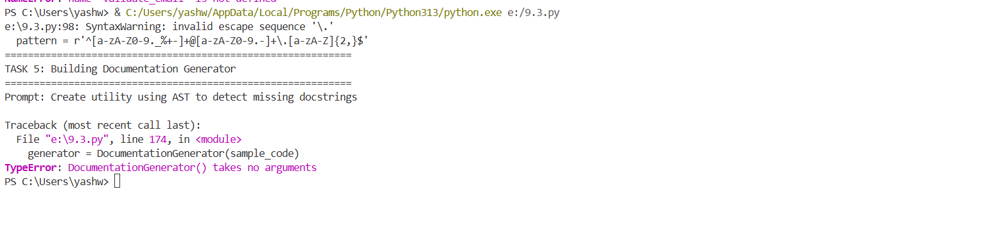 NameError: name 'validate_email' is not defined
PS C:\Users\yashw> & C:/Users/yashw/AppData/Local/Programs/Python/Python313/python.exe e:/9.3.py
e:\9.3.py:98: SyntaxWarning: invalid escape sequence '\.'
  pattern = r'^[a-zA-Z0-9._%+-]+@[a-zA-Z0-9.-]+\.[a-zA-Z]{2,}$'
============================================================
TASK 5: Building Documentation Generator
============================================================
Prompt: Create utility using AST to detect missing docstrings
Traceback (most recent call last):
  File "e:\9.3.py", line 174, in <module>
    generator = DocumentationGenerator(sample_code)
TypeError: DocumentationGenerator() takes no arguments
PS C:\Users\yashw>